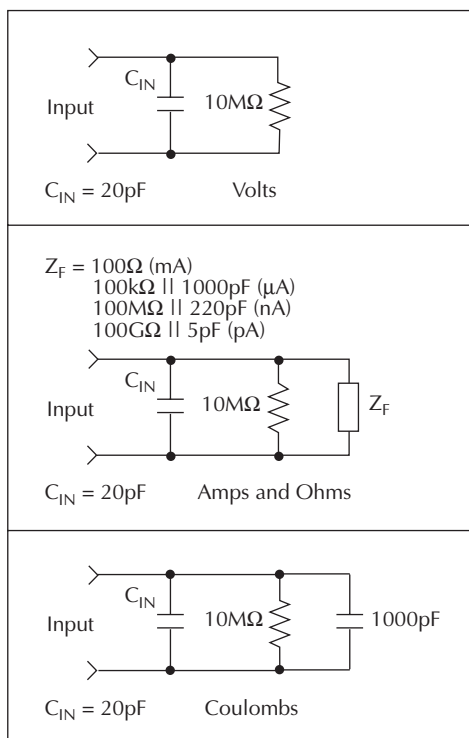 C_IN
Input
10MΩ
C_IN = 20pF Volts
Z_F = 100Ω (mA)
100kΩ || 1000pF (μA)
100MΩ || 220pF (nA)
100GΩ || 5pF (pA)
C_IN
Input
10MΩ
Z_F
C_IN = 20pF Amps and Ohms
C_IN
Input
10MΩ
1000pF
C_IN = 20pF Coulombs